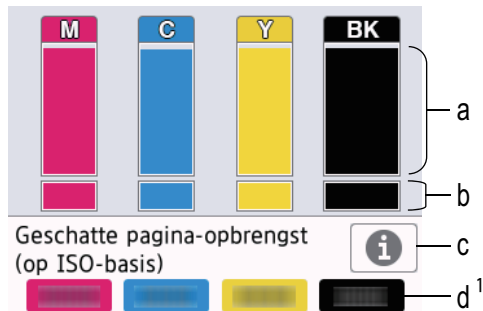 M C Y BK
a
b
Geschatte pagina-opbrengst
(op ISO-basis)
i c
d 1